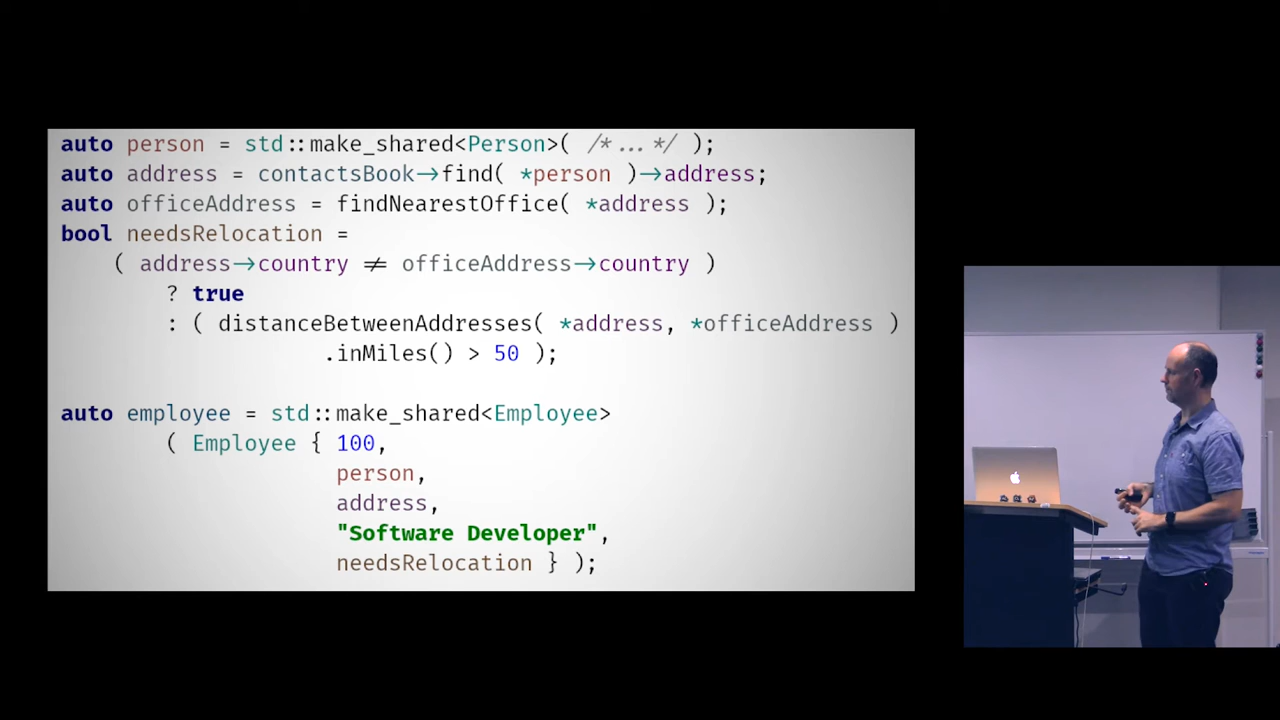 auto person = std::make_shared<Person>( /*...*/ );
auto address = contactsBook->find( *person )->address;
auto officeAddress = findNearestOffice( *address );
bool needsRelocation =
( address->country != officeAddress->country )
? true
: ( distanceBetweenAddresses( *address, *officeAddress )
.inMiles() > 50 );
auto employee = std::make_shared<Employee>
( Employee { 100,
person,
address,
"Software Developer",
needsRelocation } );